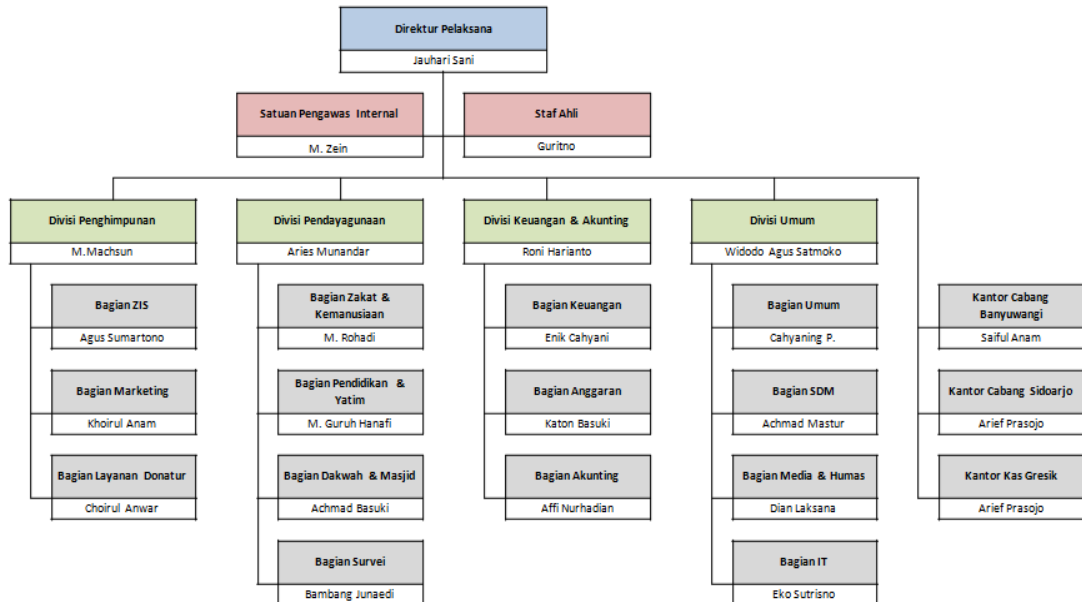 Direktur Pelaksana
Jauhari Sani
Satuan Pengawas Internal
M. Zein
Staf Ahli
Guritno
Divisi Penghimpunan
M.Machsun
Bagian ZIS
Agus Sumartono
Bagian Marketing
Khoirul Anam
Bagian Layanan Donatur
Choirul Anwar
Divisi Pendayagunaan
Aries Munandar
Bagian Zakat &
Kemanusiaan
M. Rohadi
Bagian Pendidikan &
Yatim
M. Guruh Hanafi
Bagian Dakwah & Masjid
Achmad Basuki
Bagian Survei
Bambang Junaedi
Divisi Keuangan & Akunting
Roni Harianto
Bagian Keuangan
Enik Cahyani
Bagian Anggaran
Katon Basuki
Bagian Akunting
Affi Nurhadian
Divisi Umum
Widodo Agus Satmoko
Bagian Umum
Cahyaning P.
Bagian SDM
Achmad Mastur
Bagian Media & Humas
Dian Laksana
Bagian IT
Eko Sutrisno
Kantor Cabang
Banyuwangi
Saiful Anam
Kantor Cabang Sidoarjo
Arief Prasojo
Kantor Kas Gresik
Arief Prasojo